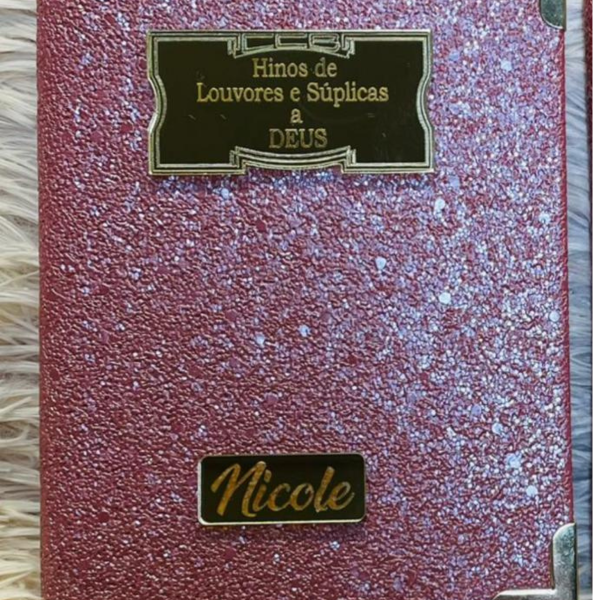 CCB
Hinos de
Louvores e Súplicas
a
DEUS
Nicole